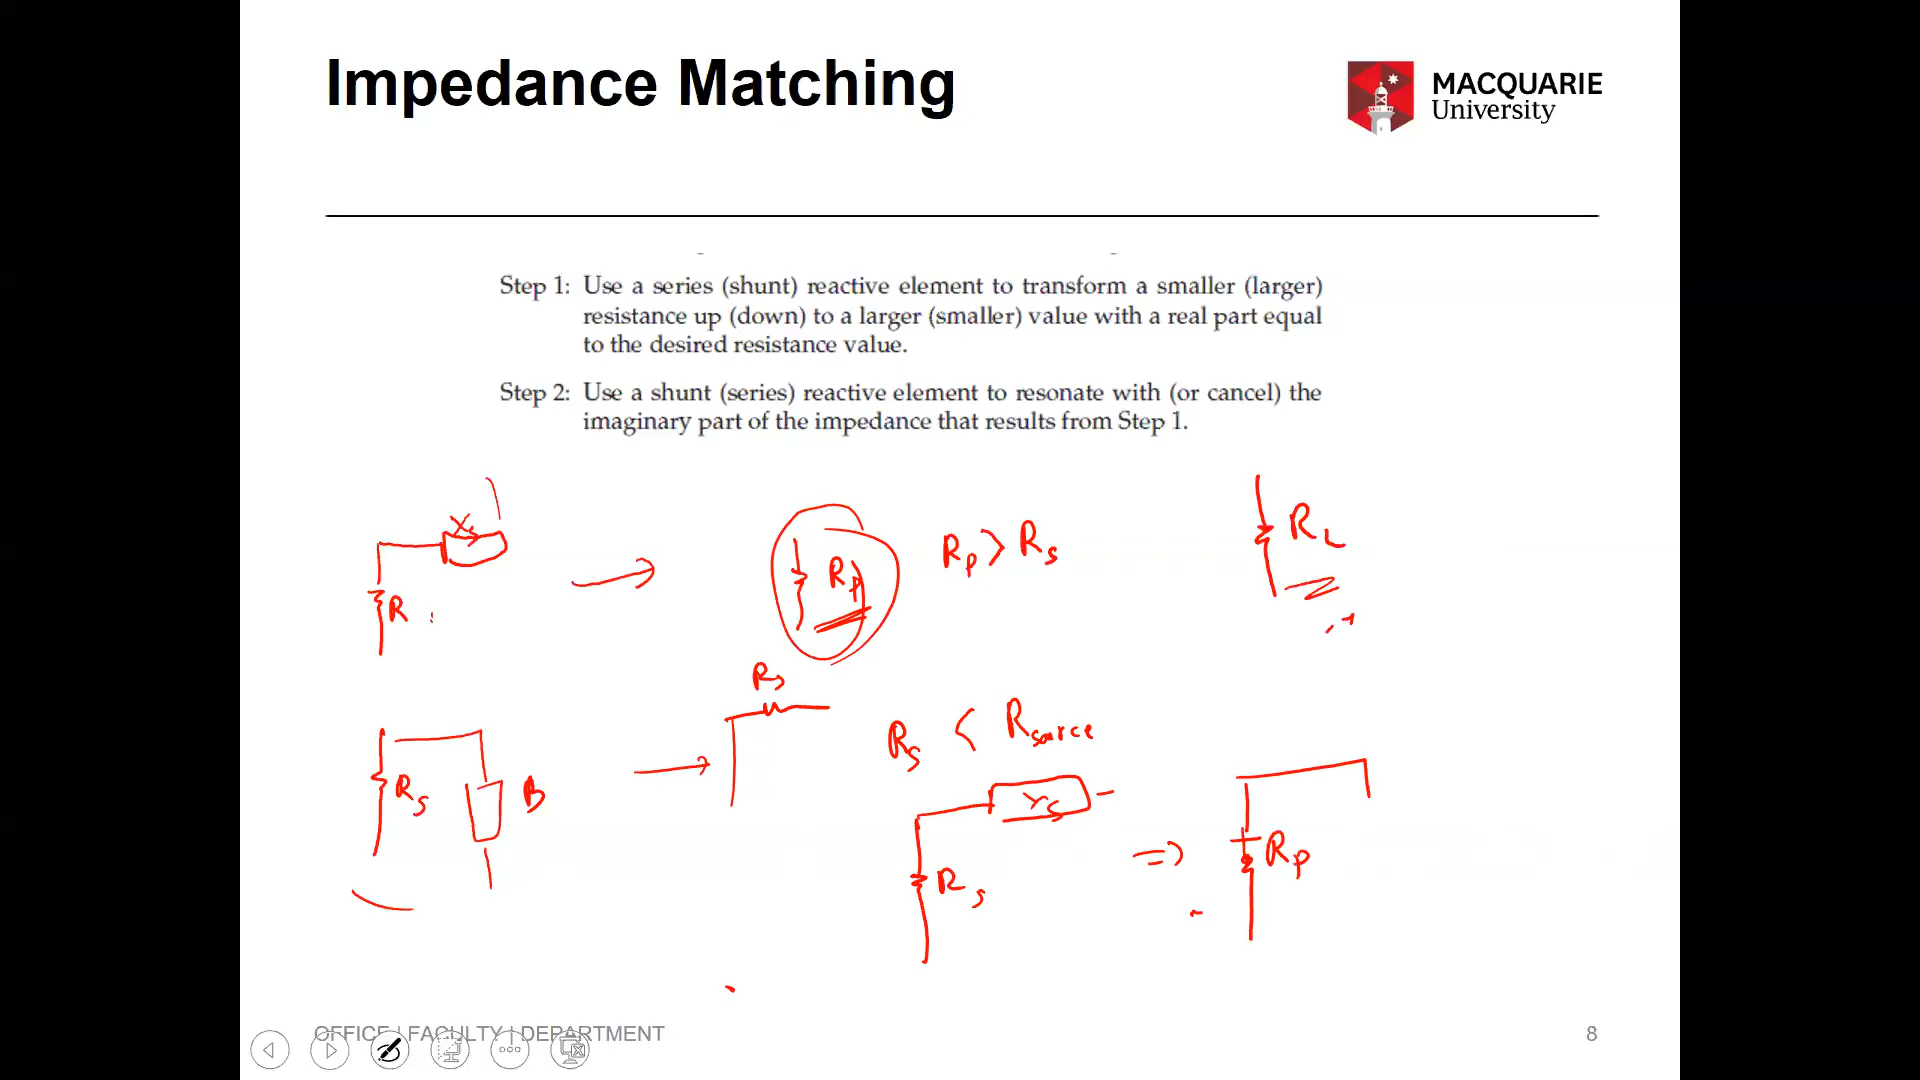 Impedance Matching
MACQUARIE
University
Step 1: Use a series (shunt) reactive element to transform a smaller (larger)
resistance up (down) to a larger (smaller) value with a real part equal
to the desired resistance value.
Step 2: Use a shunt (series) reactive element to resonate with (or cancel) the
imaginary part of the impedance that results from Step 1.
Xs
R
Rp
Rp > Rs
RL
Rs
Rs < Rsource
Rs
B
Xs
Rs
=>
Rp
OFFICE | FACULTY | DEPARTMENT
8